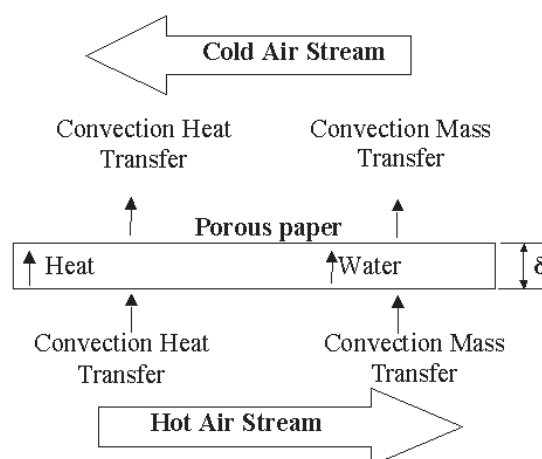 Cold Air Stream
Convection Heat
Transfer
Convection Mass
Transfer
Porous paper
Heat
Water
δ
Convection Heat
Transfer
Convection Mass
Transfer
Hot Air Stream